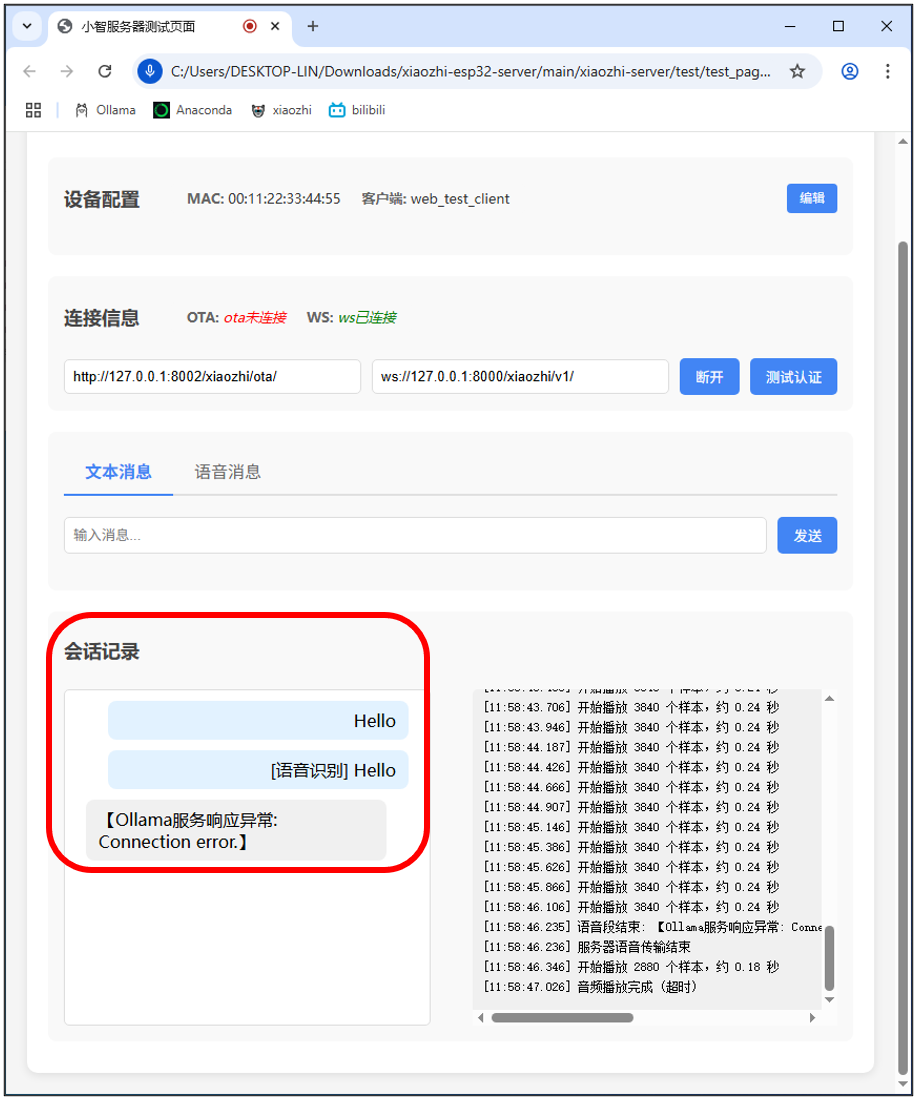 小智服务器测试页面
C:/Users/DESKTOP-LIN/Downloads/xiaozhi-esp32-server/main/xiaozhi-server/test/test_pag...
Ollama Anaconda xiaozhi bilibili
设备配置 MAC: 00:11:22:33:44:55 客户端: web_test_client 编辑
连接信息 OTA: ota未连接 WS: ws已连接
http://127.0.0.1:8002/xiaozhi/ota/ ws://127.0.0.1:8000/xiaozhi/v1/ 断开 测试认证
文本消息 语音消息
输入消息... 发送
会话记录
Hello
[语音识别] Hello
【Ollama服务响应异常:
Connection error.】
[11:58:43.706] 开始播放 3840 个样本，约 0.24 秒
[11:58:43.946] 开始播放 3840 个样本，约 0.24 秒
[11:58:44.187] 开始播放 3840 个样本，约 0.24 秒
[11:58:44.426] 开始播放 3840 个样本，约 0.24 秒
[11:58:44.666] 开始播放 3840 个样本，约 0.24 秒
[11:58:44.907] 开始播放 3840 个样本，约 0.24 秒
[11:58:45.146] 开始播放 3840 个样本，约 0.24 秒
[11:58:45.386] 开始播放 3840 个样本，约 0.24 秒
[11:58:45.626] 开始播放 3840 个样本，约 0.24 秒
[11:58:45.866] 开始播放 3840 个样本，约 0.24 秒
[11:58:46.106] 开始播放 3840 个样本，约 0.24 秒
[11:58:46.235] 语音段结束: 【Ollama服务响应异常: Conne
[11:58:46.236] 服务器语音传输结束
[11:58:46.346] 开始播放 2880 个样本，约 0.18 秒
[11:58:47.026] 音频播放完成（超时）